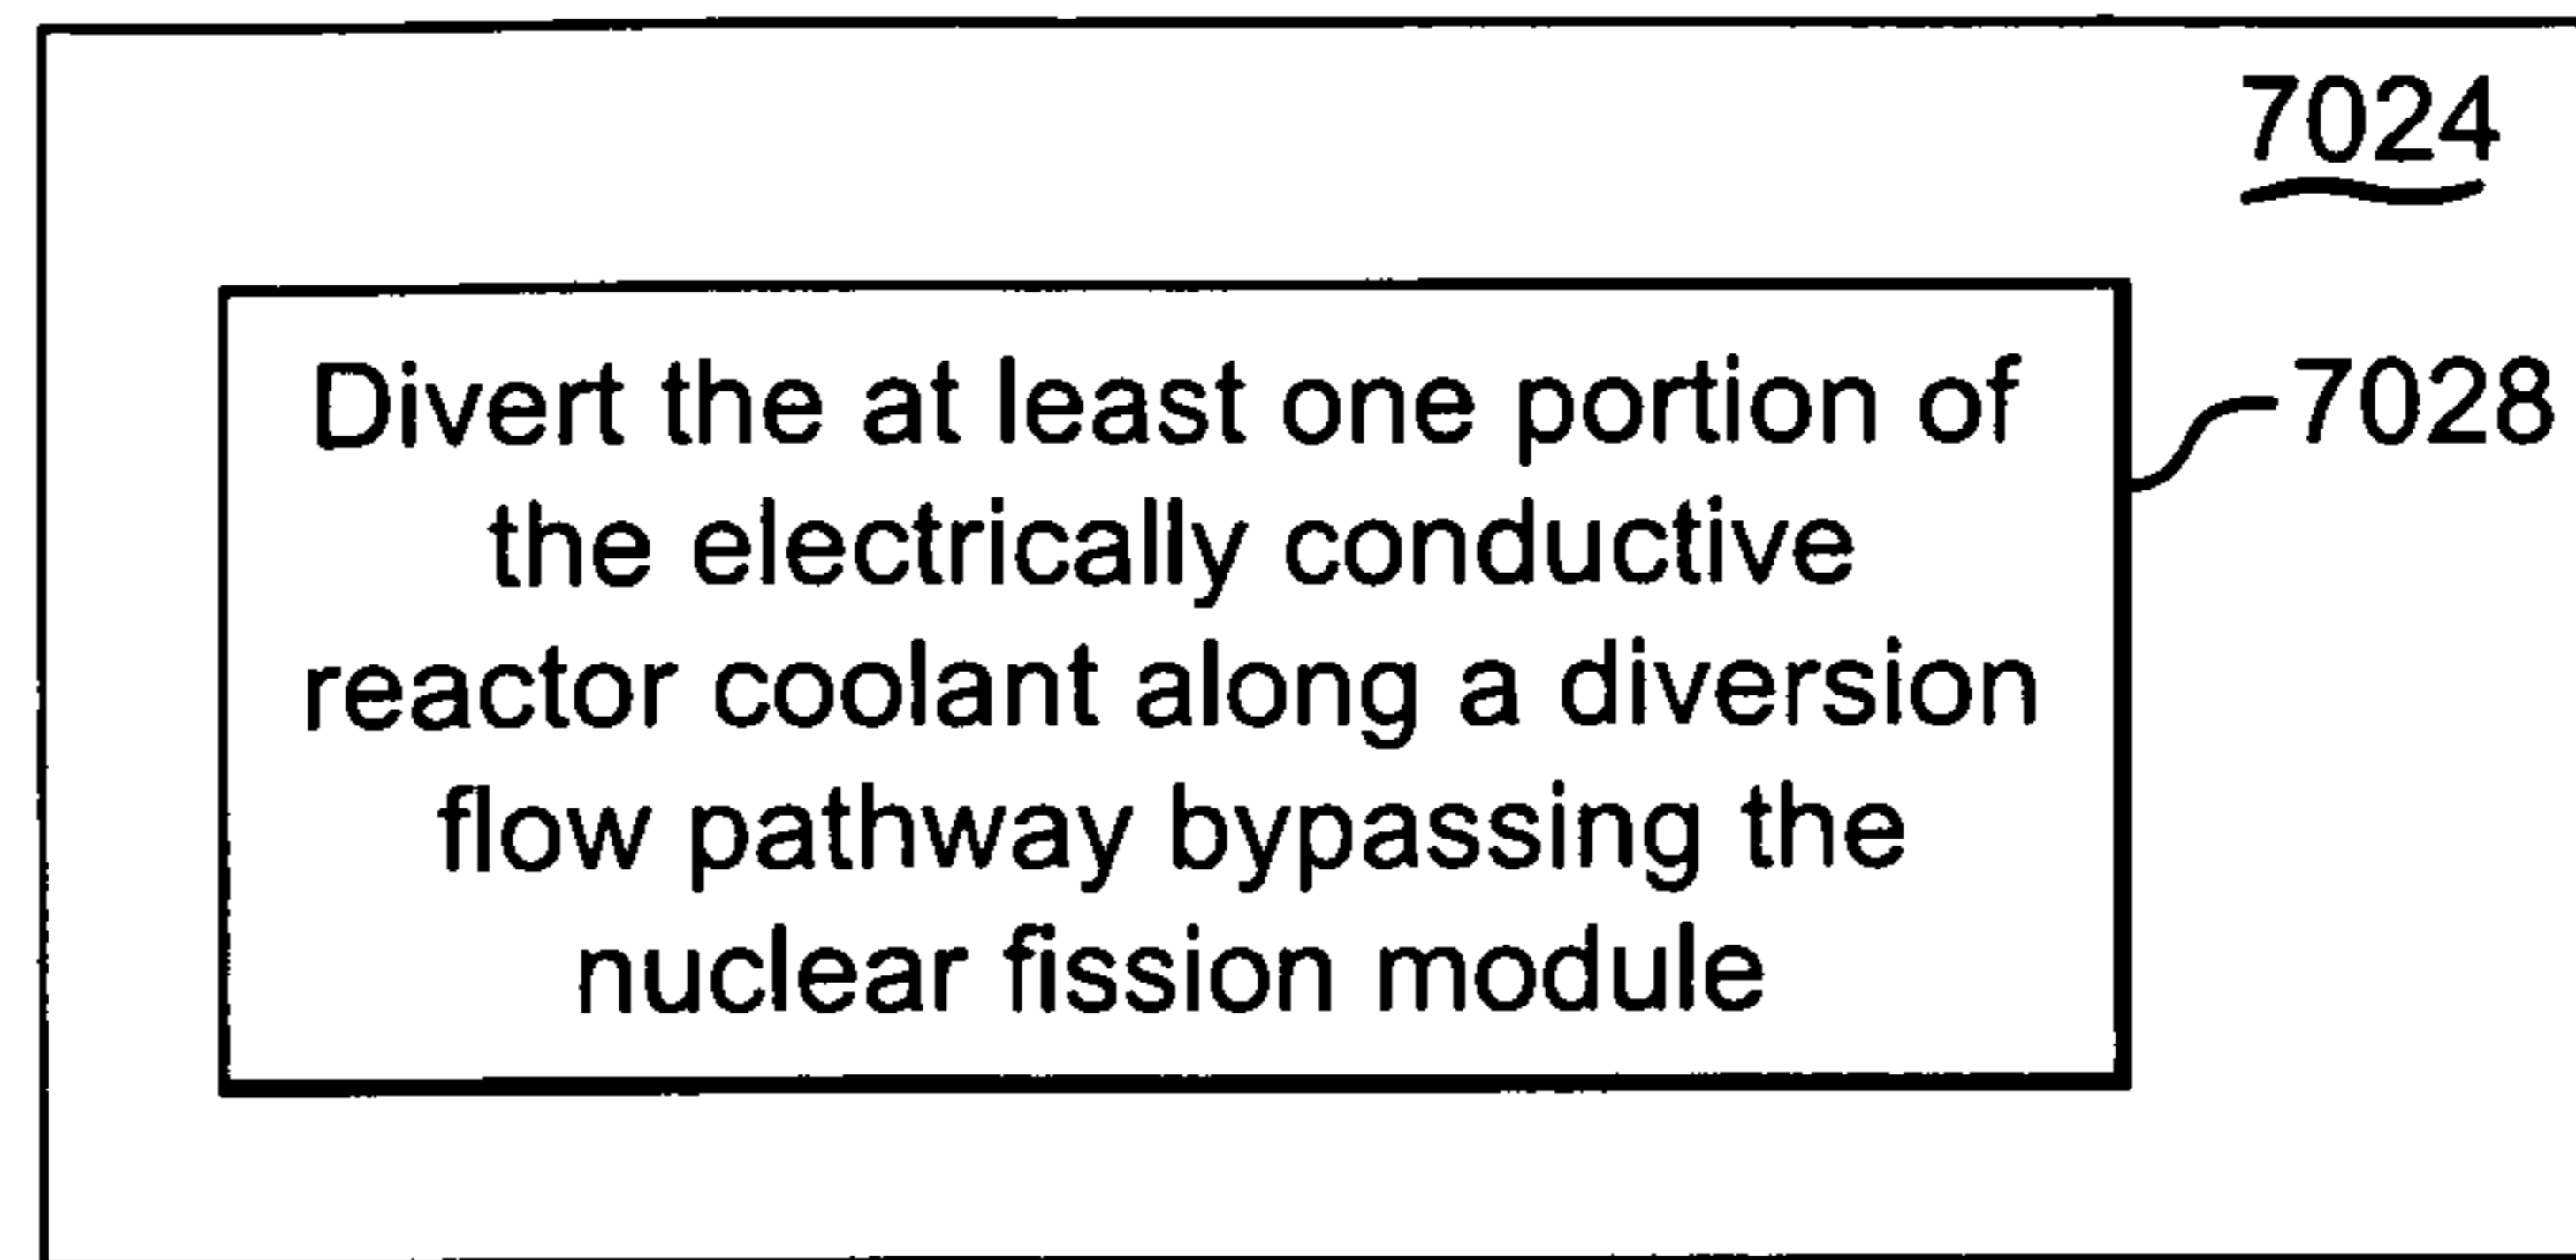 7024
Divert the at least one portion of
the electrically conductive
reactor coolant along a diversion
flow pathway bypassing the
nuclear fission module
7028